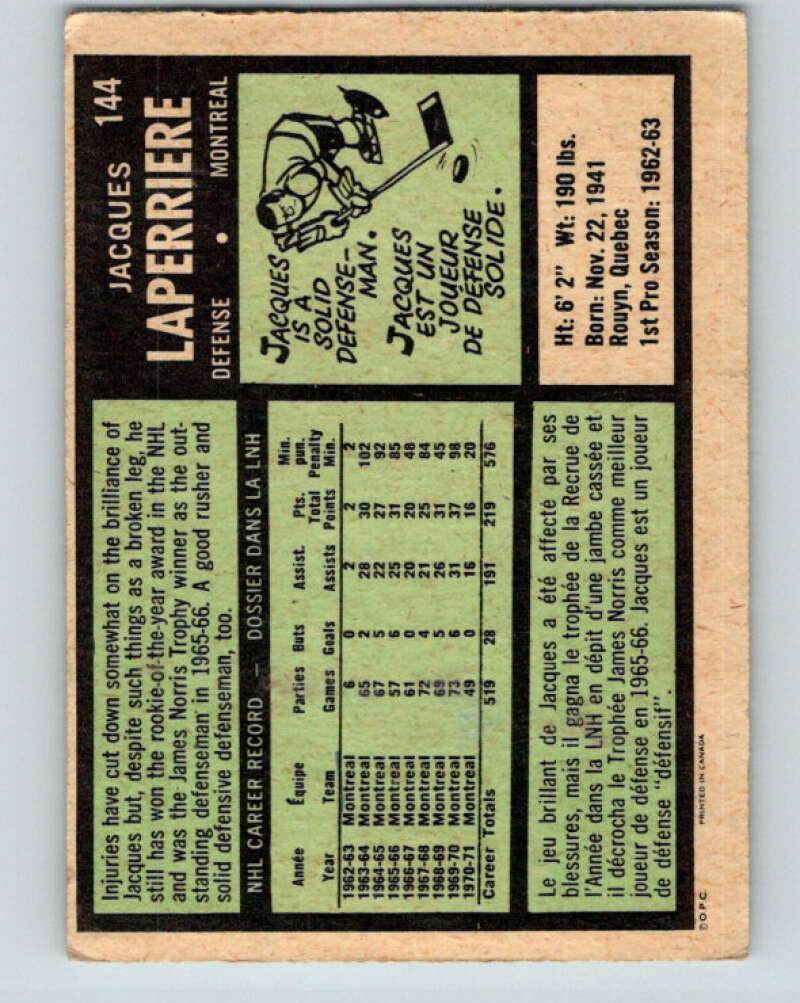 JACQUES 144
LAPERRIERE
DEFENSE • MONTREAL
Injuries have cut down somewhat on the brilliance of
Jacques but, despite such things as a broken leg, he
still has won the rookie-of-the-year award in the NHL
and was the James Norris Trophy winner as the out-
standing defenseman in 1965-66. A good rusher and
solid defensive defenseman, too.
JACQUES
IS A
SOLID
DEFENSE-
MAN.
JACQUES
EST UN
JOUEUR
DE DÉFENSE
SOLIDE.
NHL CAREER RECORD — DOSSIER DANS LA LNH
Année Équipe Parties Buts Assist. Pts. Total Min. pun. Penalty
Year Team Games Goals Assists Points Min.
1962-63 Montreal 6 0 2 2 2
1963-64 Montreal 65 2 28 30 102
1964-65 Montreal 67 5 22 27 92
1965-66 Montreal 57 6 25 31 85
1966-67 Montreal 61 0 20 20 48
1967-68 Montreal 72 4 21 25 84
1968-69 Montreal 69 5 26 31 45
1969-70 Montreal 73 6 31 37 98
1970-71 Montreal 49 0 16 16 20
Career Totals 519 28 191 219 576
Ht: 6' 2" Wt: 190 lbs.
Born: Nov. 22, 1941
Rouyn, Quebec
1st Pro Season: 1962-63
Le jeu brillant de Jacques a été affecté par ses
blessures, mais il gagna le trophée de la Recrue de
l'Année dans la LNH en dépit d'une jambe cassée et
il décrocha le Trophée James Norris comme meilleur
joueur de défense en 1965-66. Jacques est un joueur
de défense "défensif".
© O.P.C. PRINTED IN CANADA